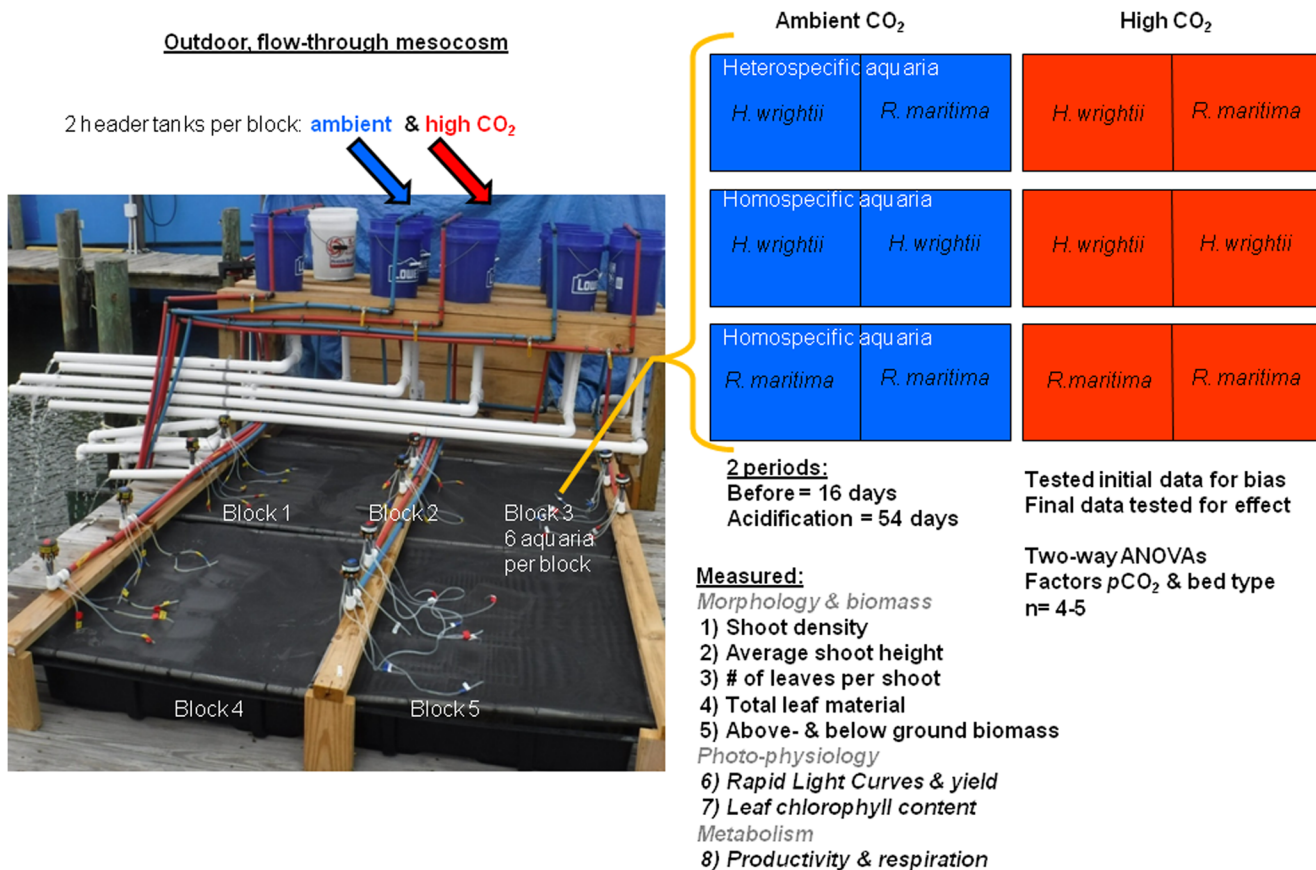 Outdoor, flow-through mesocosm
2 header tanks per block: ambient & high CO₂
LOWE
Block 1
Block 2
Block 3
6 aquaria
per block
Block 4
Block 5
Ambient CO₂
High CO₂
Heterospecific aquaria
H. wrightii
R. maritima
H. wrightii
R. maritima
Homospecific aquaria
H. wrightii
H. wrightii
H. wrightii
H. wrightii
Homospecific aquaria
R. maritima
R. maritima
R.maritima
R. maritima
2 periods:
Before = 16 days
Acidification = 54 days
Measured:
Morphology & biomass
1) Shoot density
2) Average shoot height
3) # of leaves per shoot
4) Total leaf material
5) Above- & below ground biomass
Photo-physiology
6) Rapid Light Curves & yield
7) Leaf chlorophyll content
Metabolism
8) Productivity & respiration
Tested initial data for bias
Final data tested for effect
Two-way ANOVAs
Factors pCO₂ & bed type
n= 4-5